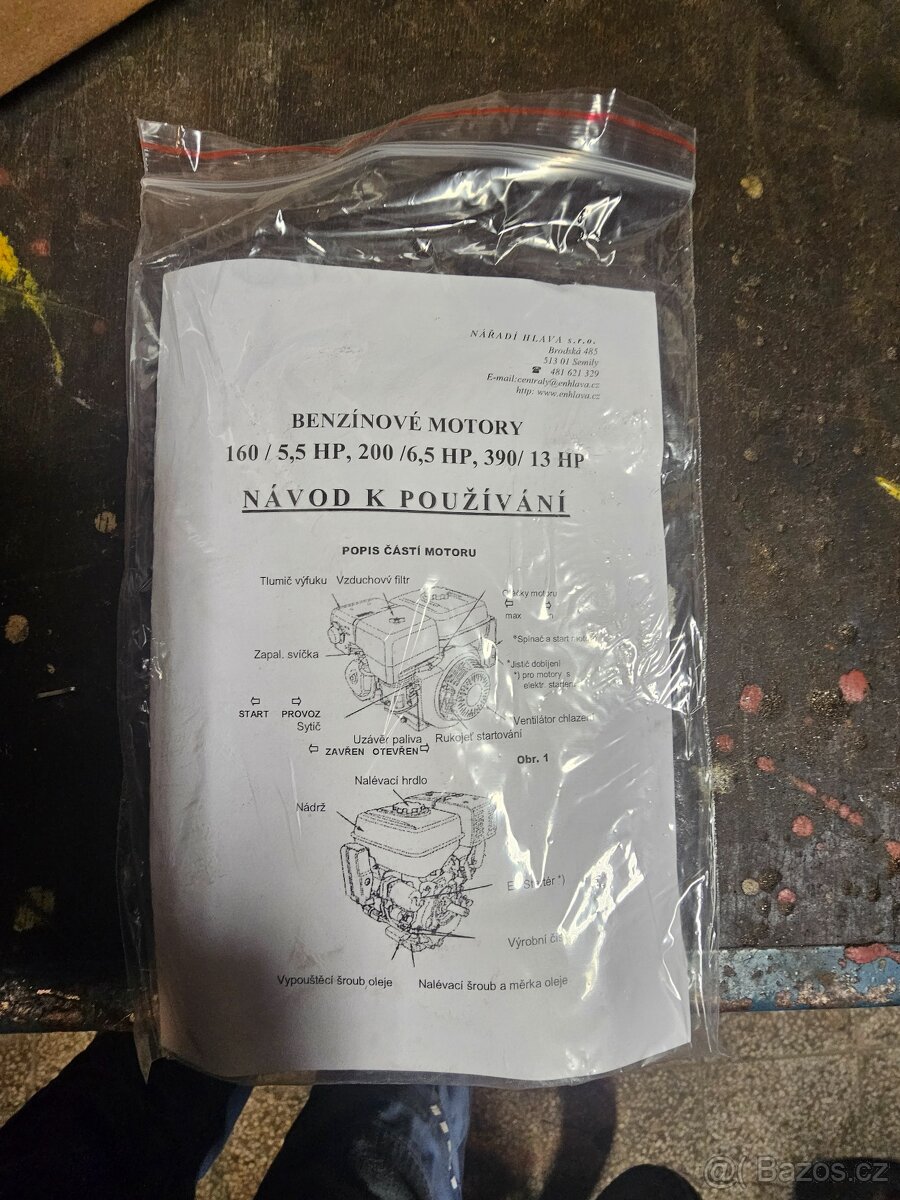 NÁŘADÍ HLAVA s.r.o.
Brodská 485
513 01 Semily
☎ 481 621 329
E-mail:centraly@enhlava.cz
http: www.enhlava.cz
BENZÍNOVÉ MOTORY
160 / 5,5 HP, 200 /6,5 HP, 390/ 13 HP
NÁVOD K POUŽÍVÁNÍ
POPIS ČÁSTÍ MOTORU
Tlumič výfuku Vzduchový filtr
motoru
max
*Spínač a start
Zapal. svíčka
*Jistič dobíjení
*) pro motory s
elektr.
START PROVOZ
Sytič
Ventilátor
Uzávěr paliva Rukojeť startování
ZAVŘEN OTEVŘEN
Obr. 1
Nalévací hrdlo
Nádrž
Výrobní
Vypouštěcí šroub oleje Nalévací šroub a měrka oleje
@( Bazos.cz